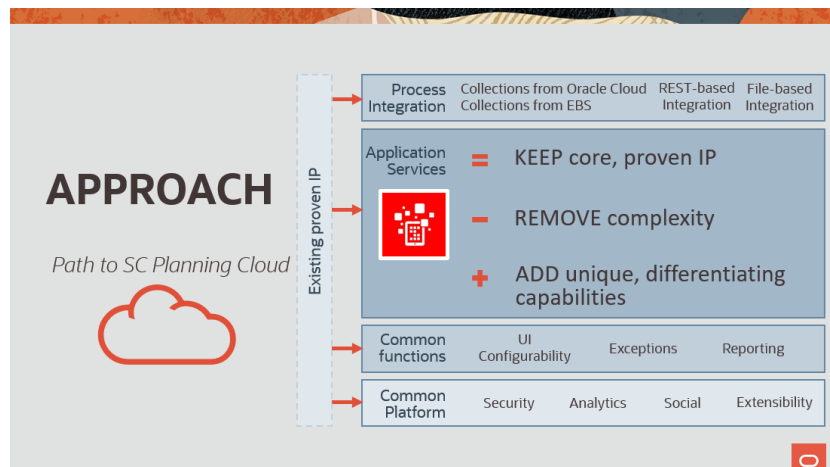 APPROACH
Path to SC Planning Cloud
Existing proven IP
Process
Integration
Collections from Oracle Cloud
Collections from EBS
REST-based
Integration
File-based
Integration
Application
Services
= KEEP core, proven IP
- REMOVE complexity
+ ADD unique, differentiating
capabilities
Common
functions
UI
Configurability
Exceptions
Reporting
Common
Platform
Security
Analytics
Social
Extensibility